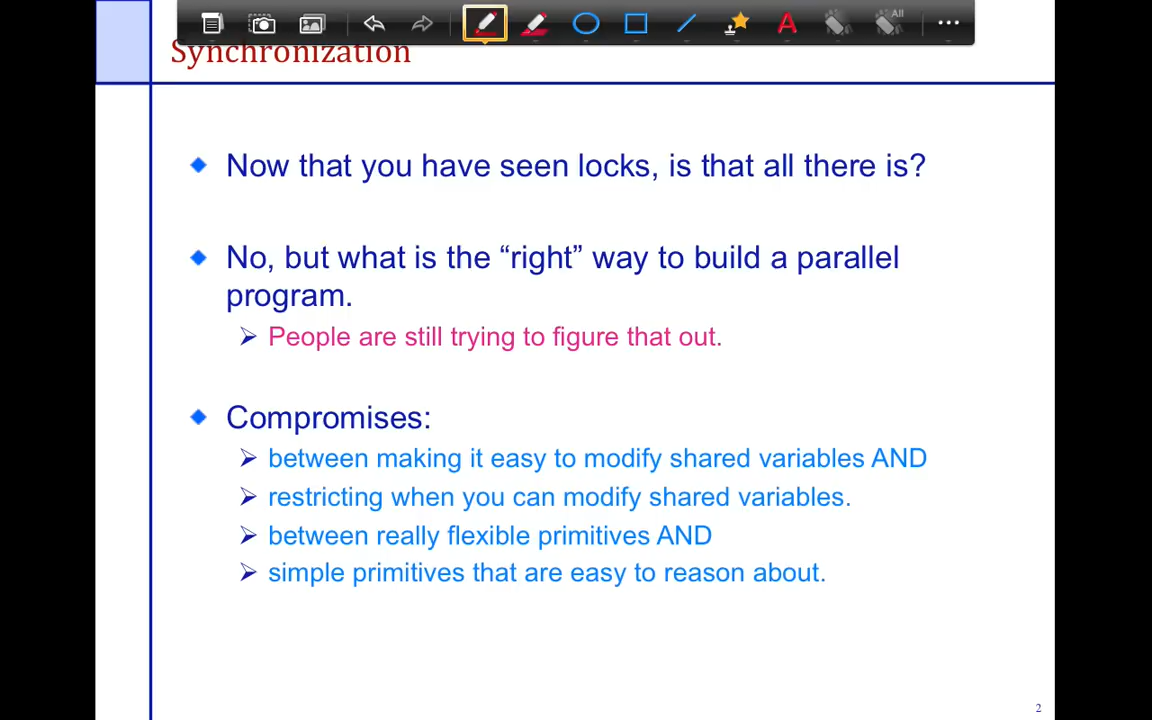 All
A
Synchronization
Now that you have seen locks, is that all there is?
No, but what is the “right” way to build a parallel
program.
People are still trying to figure that out.
Compromises:
between making it easy to modify shared variables AND
restricting when you can modify shared variables.
between really flexible primitives AND
simple primitives that are easy to reason about.
2